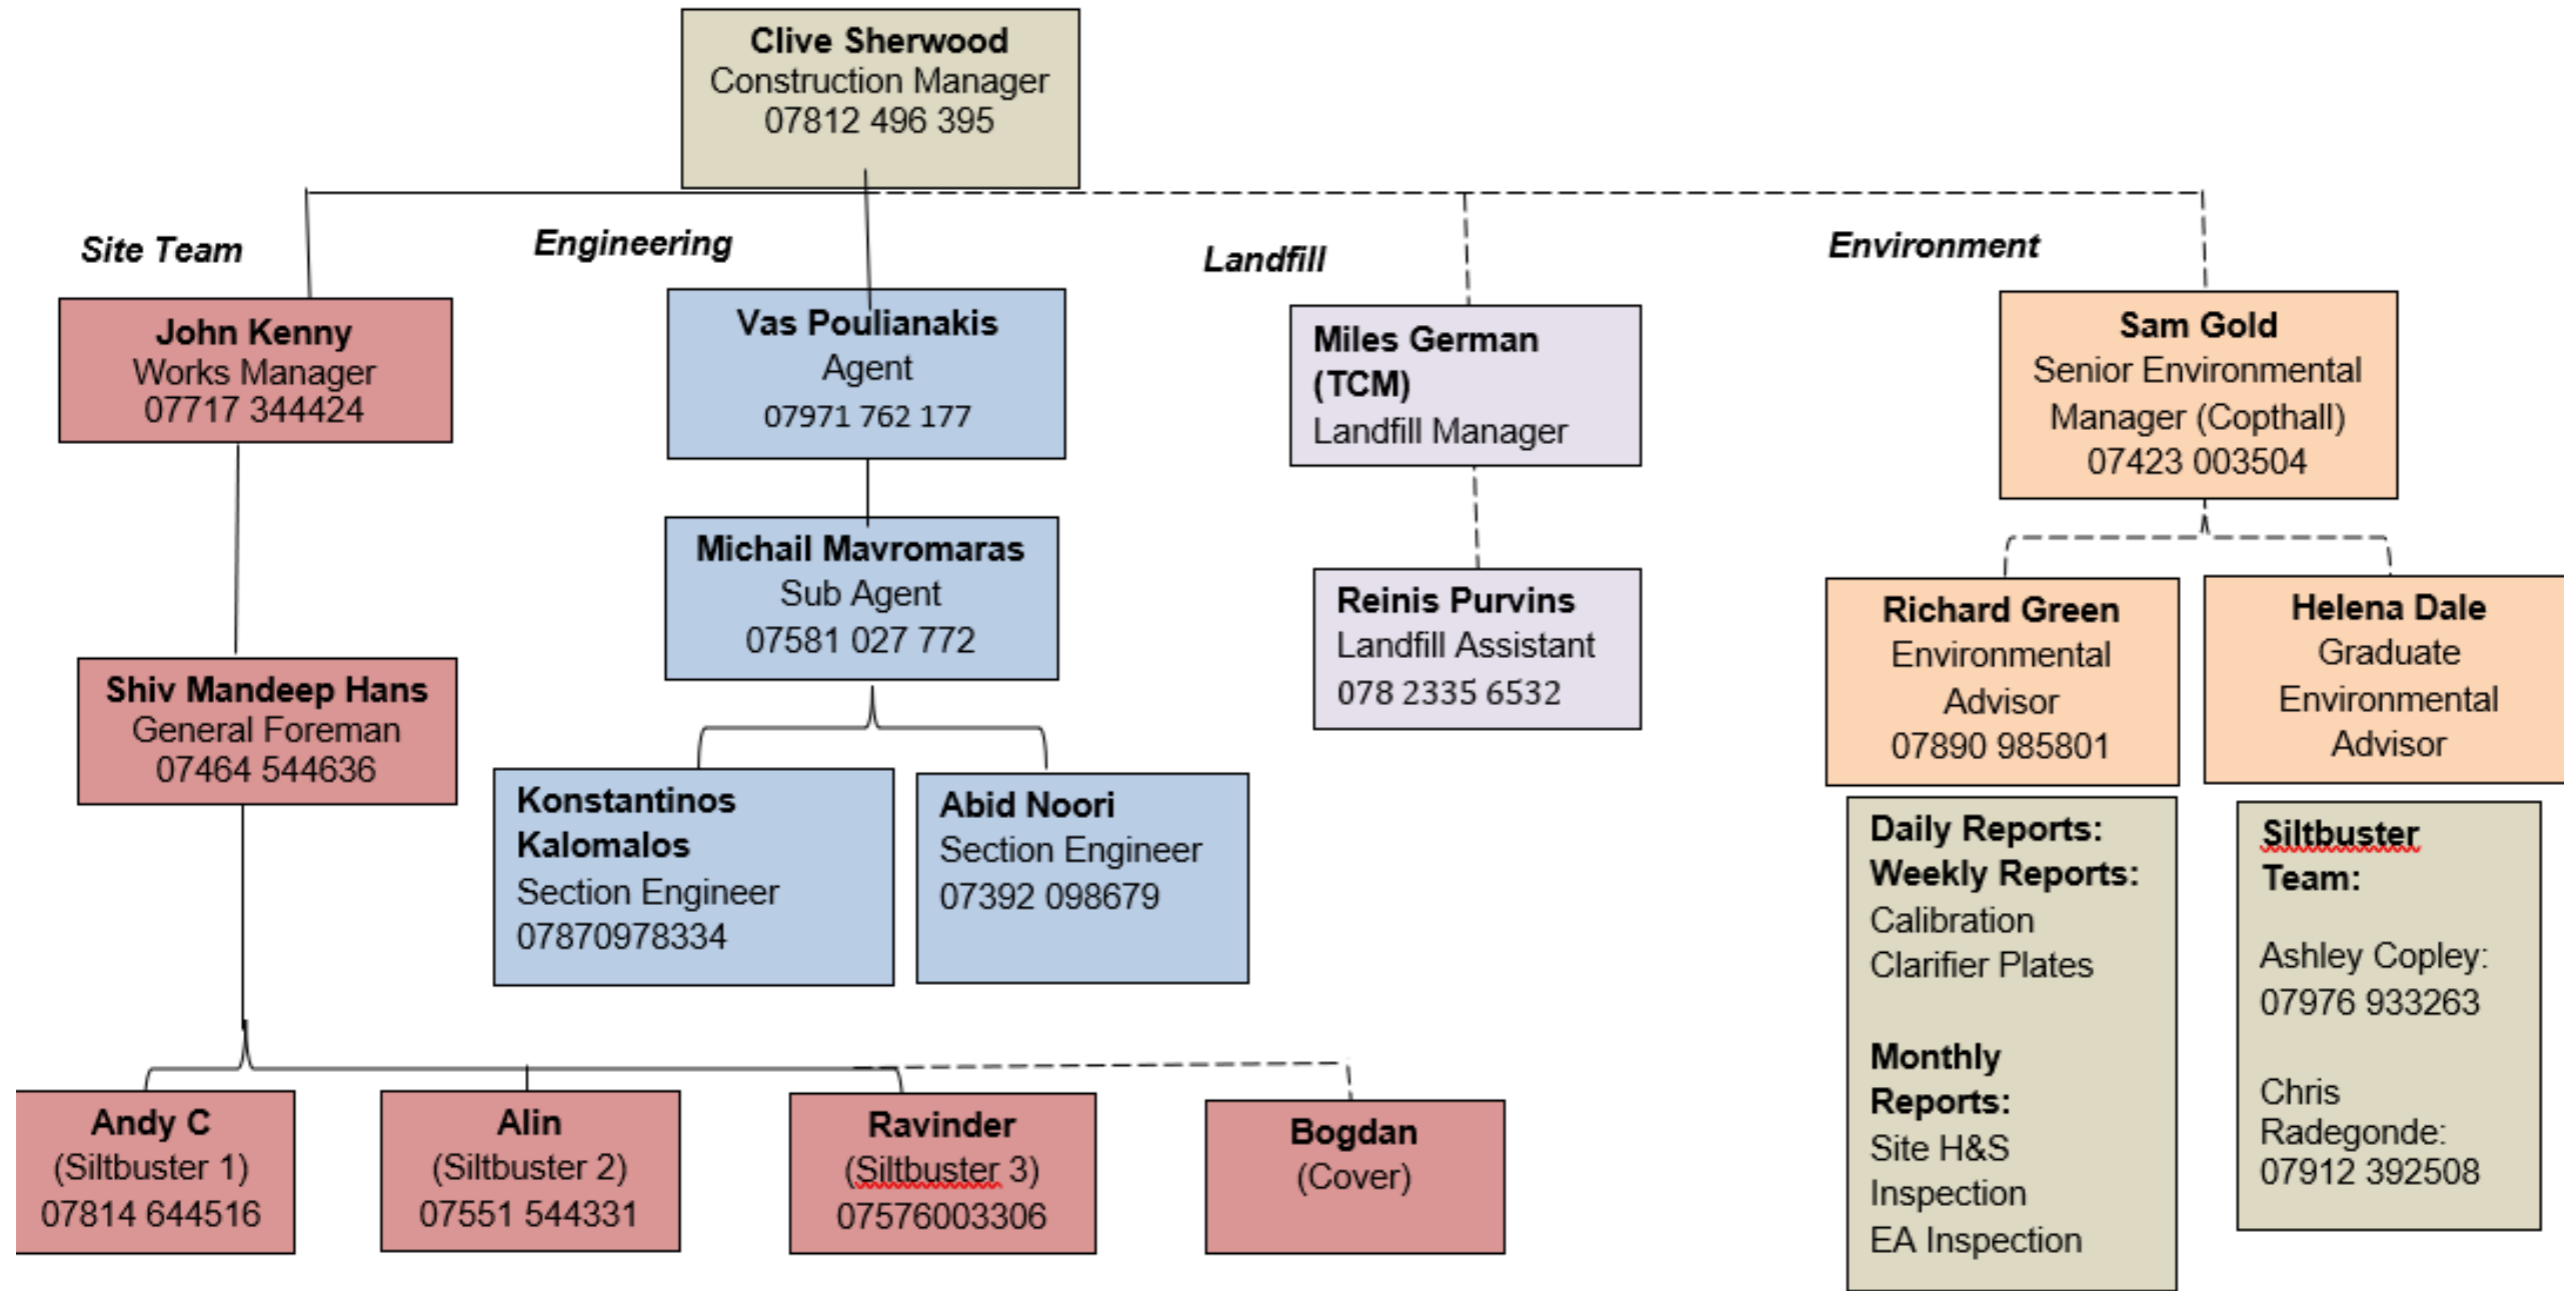 Clive Sherwood
Construction Manager
07812 496 395
Site Team
Engineering
Landfill
Environment
John Kenny
Works Manager
07717 344424
Vas Poulianakis
Agent
07971 762 177
Miles German
(TCM)
Landfill Manager
Sam Gold
Senior Environmental
Manager (Copthall)
07423 003504
Michail Mavromaras
Sub Agent
07581 027 772
Reinis Purvins
Landfill Assistant
078 2335 6532
Richard Green
Environmental
Advisor
07890 985801
Helena Dale
Graduate
Environmental
Advisor
Shiv Mandeep Hans
General Foreman
07464 544636
Konstantinos
Kalomalos
Section Engineer
07870978334
Abid Noori
Section Engineer
07392 098679
Daily Reports:
Weekly Reports:
Calibration
Clarifier Plates
Monthly
Reports:
Site H&S
Inspection
EA Inspection
Siltbuster
Team:
Ashley Copley:
07976 933263
Chris
Radegonde:
07912 392508
Andy C
(Siltbuster 1)
07814 644516
Alin
(Siltbuster 2)
07551 544331
Ravinder
(Siltbuster 3)
07576003306
Bogdan
(Cover)